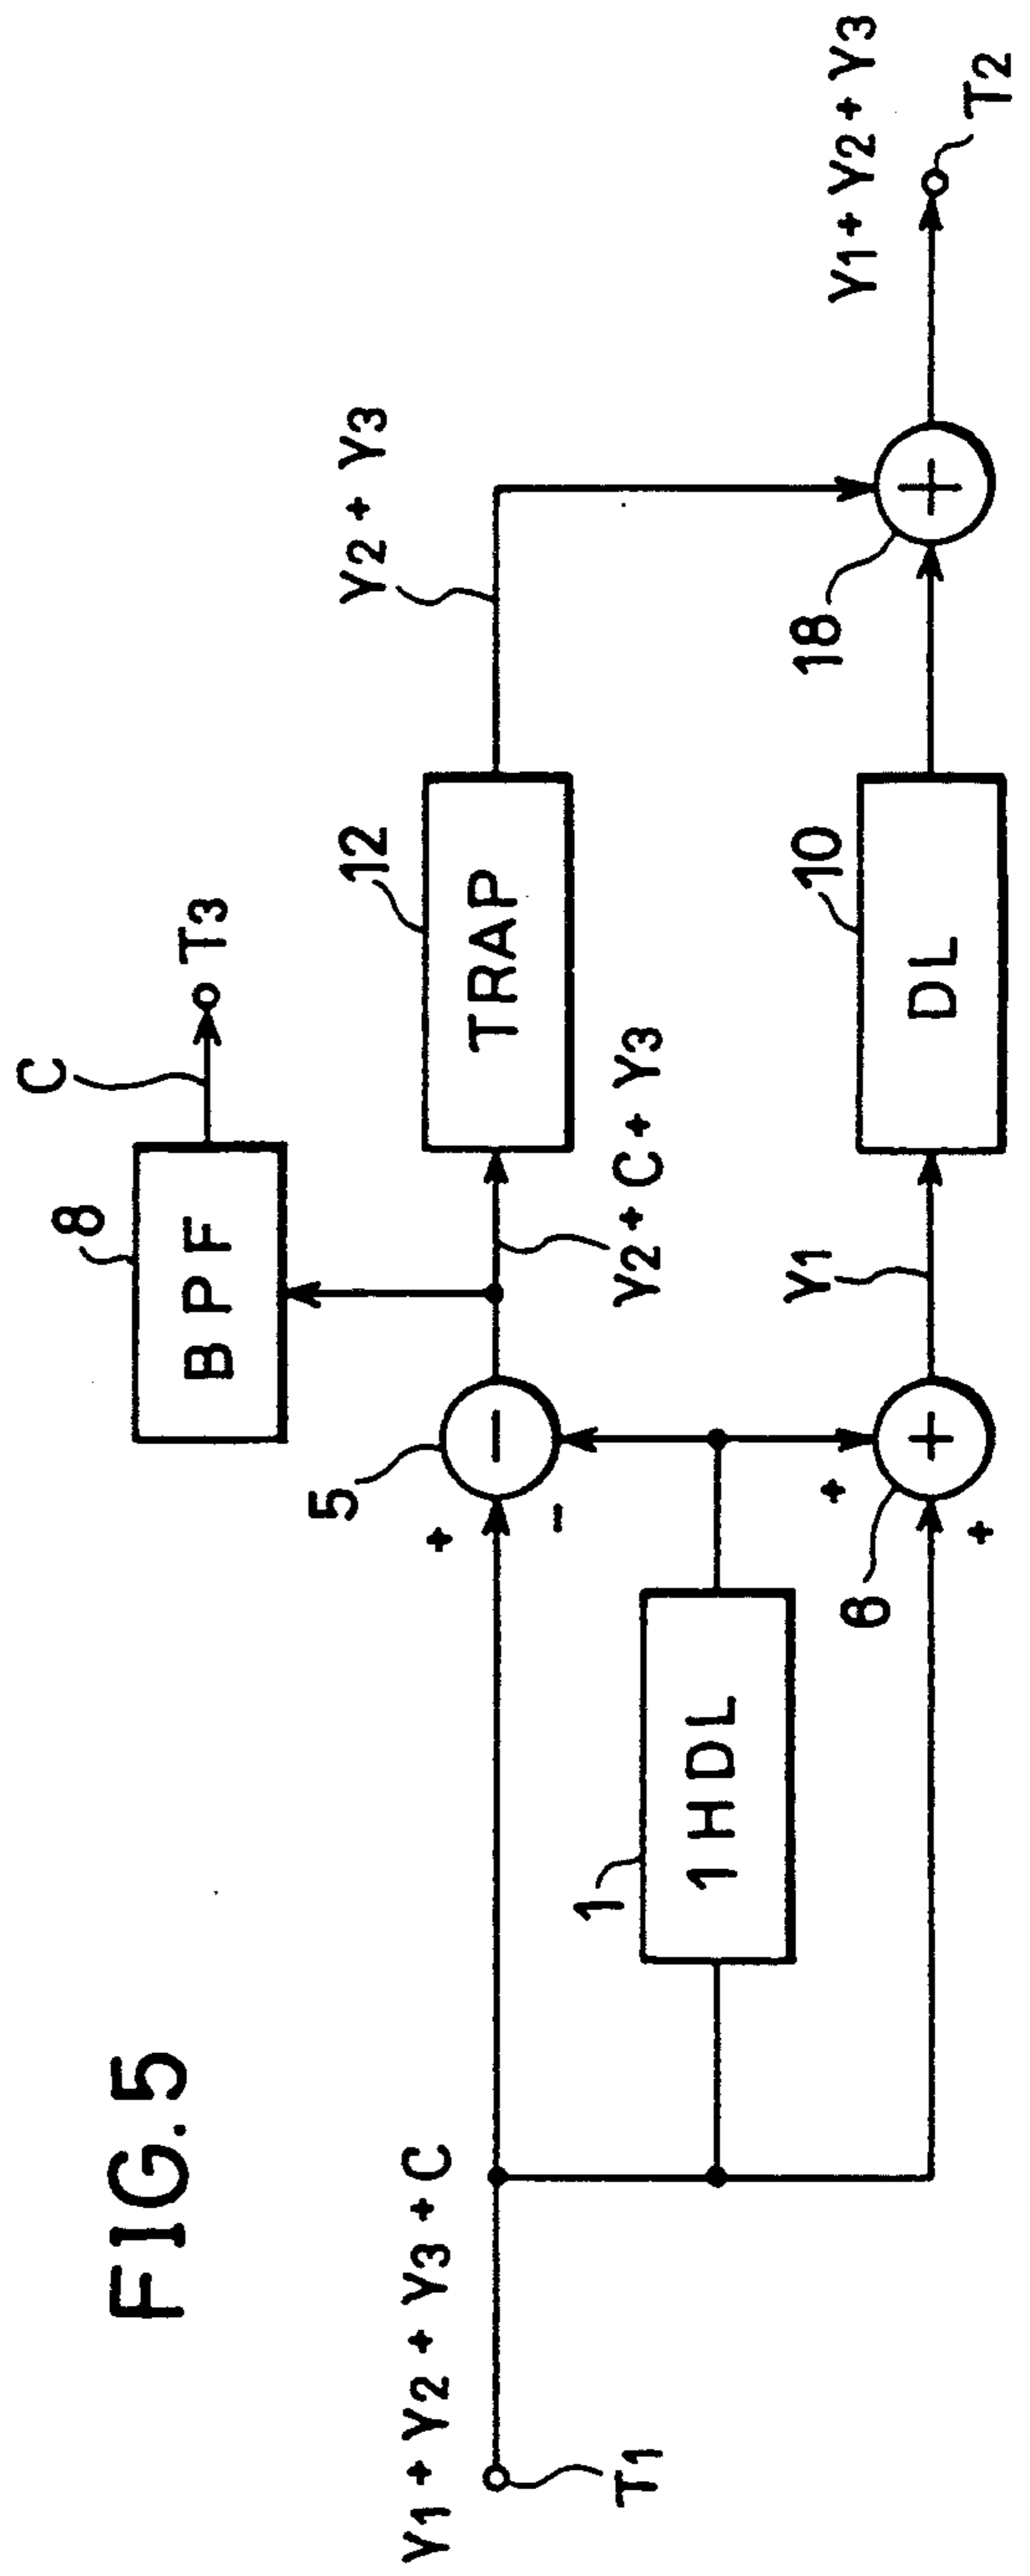 FIG.5
Y1 + Y2 + Y3 + C
T1
1
1HDL
5
+
−
−
6
+
+
+
8
BPF
C
T3
Y2 + C + Y3
Y1
12
TRAP
10
DL
Y2 + Y3
18
+
Y1 + Y2 + Y3
T2